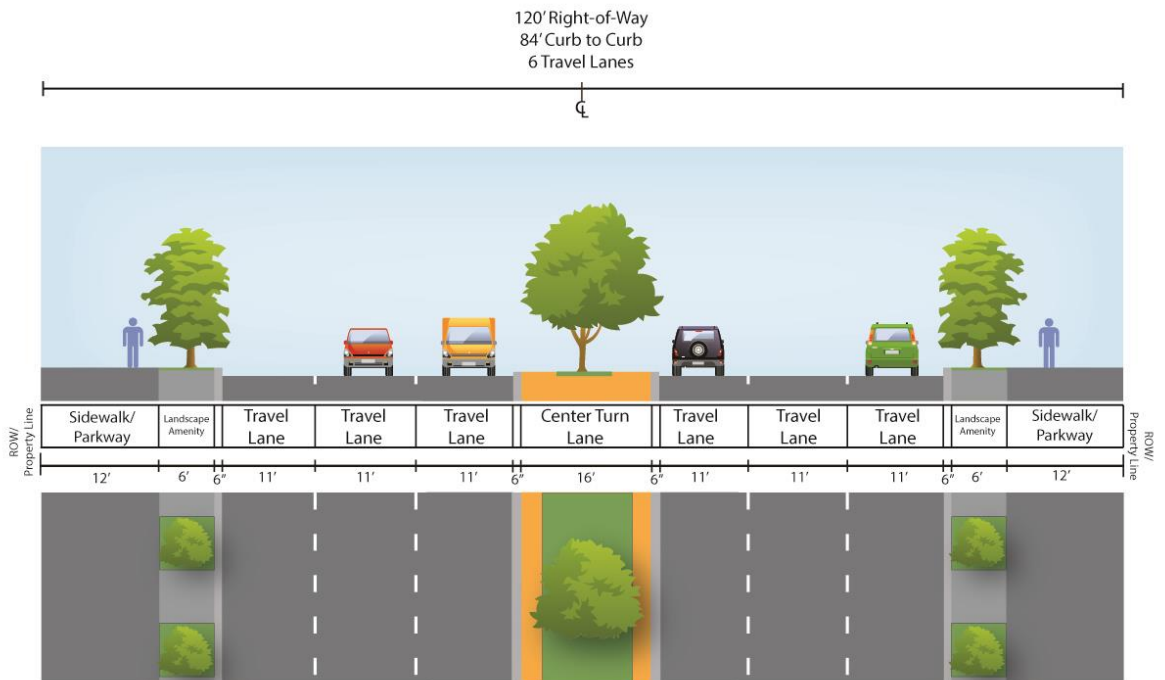 120' Right-of-Way
84' Curb to Curb
6 Travel Lanes
℄
ROW/
Property Line
Sidewalk/
Parkway
Landscape
Amenity
Travel
Lane
Travel
Lane
Travel
Lane
Center Turn
Lane
Travel
Lane
Travel
Lane
Travel
Lane
Landscape
Amenity
Sidewalk/
Parkway
ROW/
Property Line
12' 6' 6" 11' 11' 11' 6" 16' 6" 11' 11' 11' 6" 6' 12'